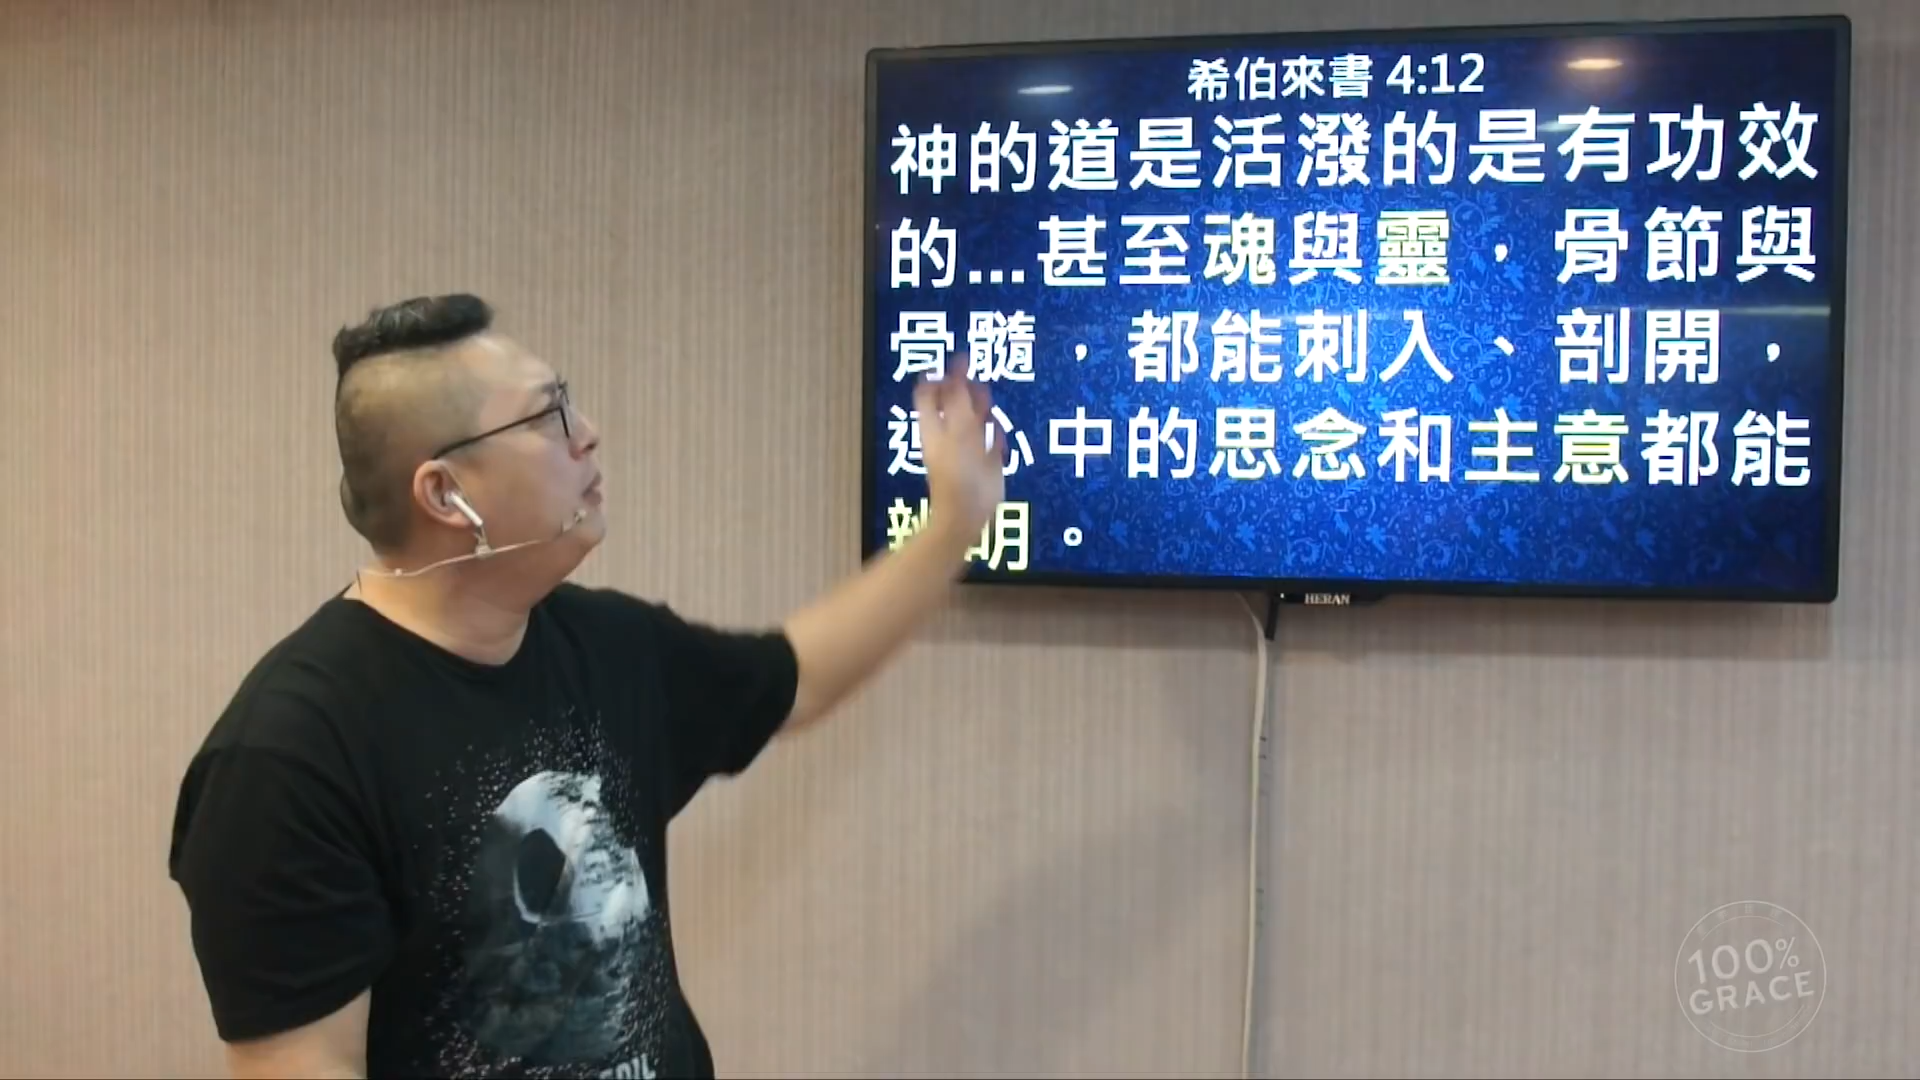 希伯來書 4:12
神的道是活潑的是有功效
的...甚至魂與靈，骨節與
骨髓，都能刺入、剖開，
連心中的思念和主意都能
辨明。
HERAN
100%
GRACE